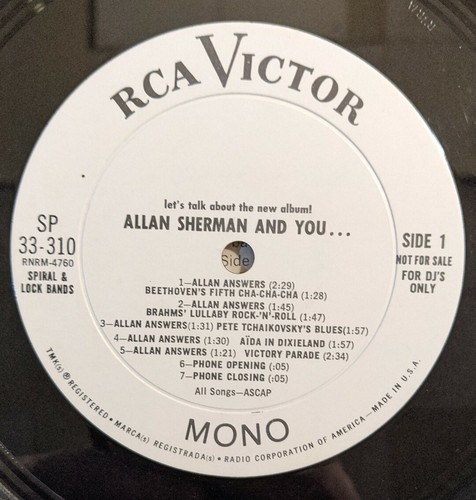 RCA VICTOR
let's talk about the new album!
ALLAN SHERMAN AND YOU...
SP
33-310
RNRM-4760
SPIRAL &
LOCK BANDS
SIDE 1
NOT FOR SALE
FOR DJ'S
ONLY
Side
1—ALLAN ANSWERS (2:29)
BEETHOVEN'S FIFTH CHA-CHA-CHA (1:28)
2—ALLAN ANSWERS (1:45)
BRAHMS' LULLABY ROCK-'N'-ROLL (1:47)
3—ALLAN ANSWERS(1:31) PETE TCHAIKOVSKY'S BLUES(1:57)
4—ALLAN ANSWERS (1:30) AÏDA IN DIXIELAND (1:57)
5—ALLAN ANSWERS (1:21) VICTORY PARADE (2:34)
6—PHONE OPENING (:05)
7—PHONE CLOSING (:05)
All Songs—ASCAP
MONO
TMK(s) ® REGISTERED • MARCA(s) REGISTRADA(s) • RADIO CORPORATION OF AMERICA—MADE IN U.S.A.